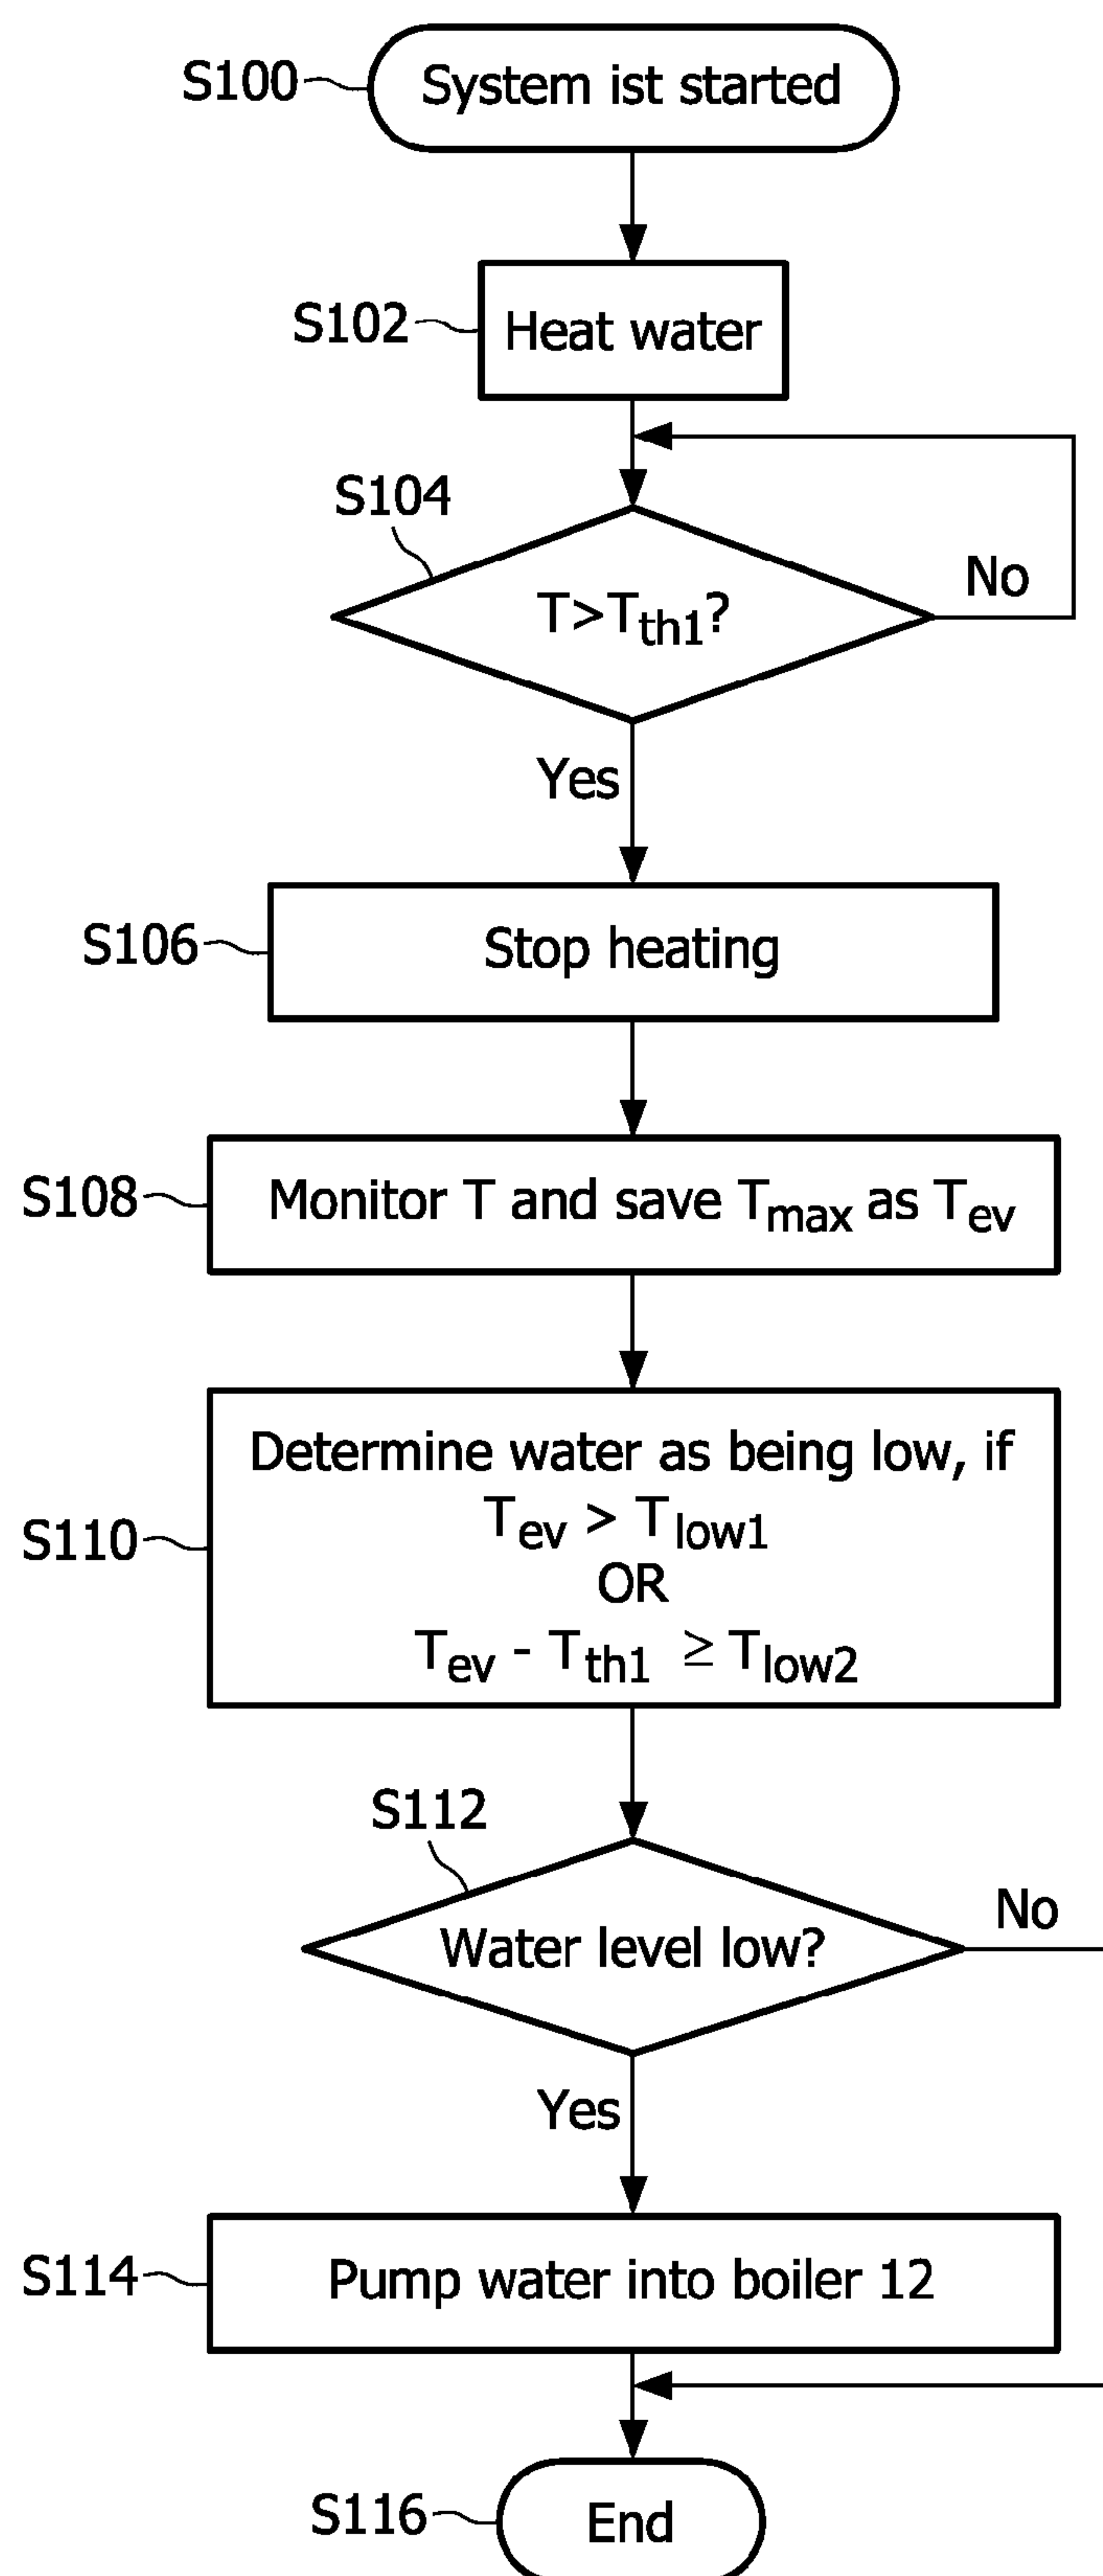 S100
System ist started
S102
Heat water
S104
T>Tth1?
No
Yes
S106
Stop heating
S108
Monitor T and save Tmax as Tev
S110
Determine water as being low, if
Tev > Tlow1
OR
Tev - Tth1 ≥ Tlow2
S112
Water level low?
No
Yes
S114
Pump water into boiler 12
S116
End